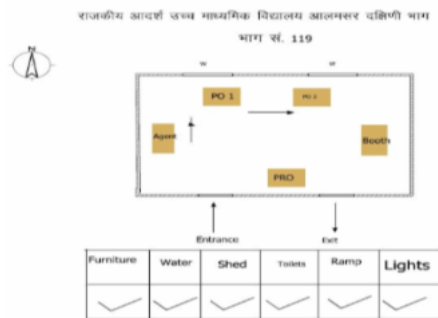 राजकीय आदर्श उच्च माध्यमिक विद्यालय आलमसर दक्षिणी भाग
भाग सं. 119
N
W W
PO 1 PO 2
Agent Booth
PRO
Entrance Exit
Furniture Water Shed Toilets Ramp Lights